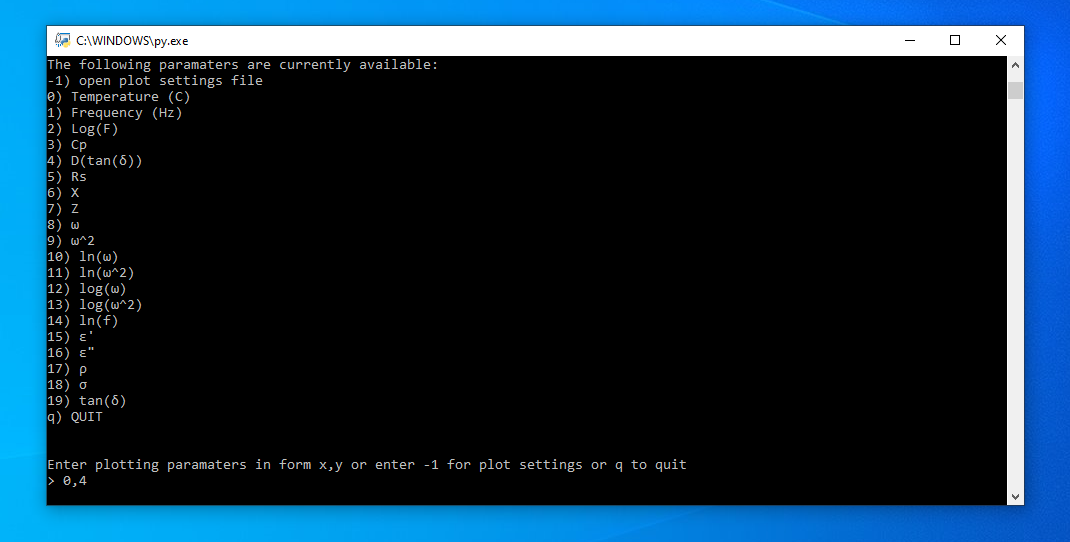 C:\WINDOWS\py.exe
The following paramaters are currently available:
-1) open plot settings file
0) Temperature (C)
1) Frequency (Hz)
2) Log(F)
3) Cp
4) D(tan(δ))
5) Rs
6) X
7) Z
8) ω
9) ω^2
10) ln(ω)
11) ln(ω^2)
12) log(ω)
13) log(ω^2)
14) ln(f)
15) ε'
16) ε"
17) ρ
18) σ
19) tan(δ)
q) QUIT
Enter plotting paramaters in form x,y or enter -1 for plot settings or q to quit
> 0,4